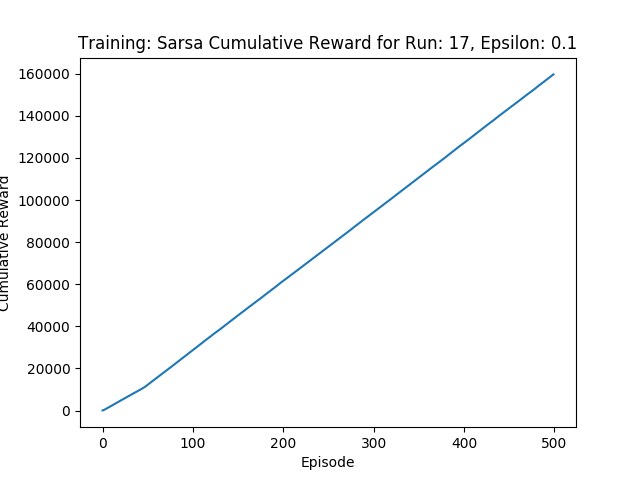 Training: Sarsa Cumulative Reward for Run: 17, Epsilon: 0.1
160000
140000
120000
100000
80000
60000
40000
20000
0
Cumulative Reward
0 100 200 300 400 500
Episode